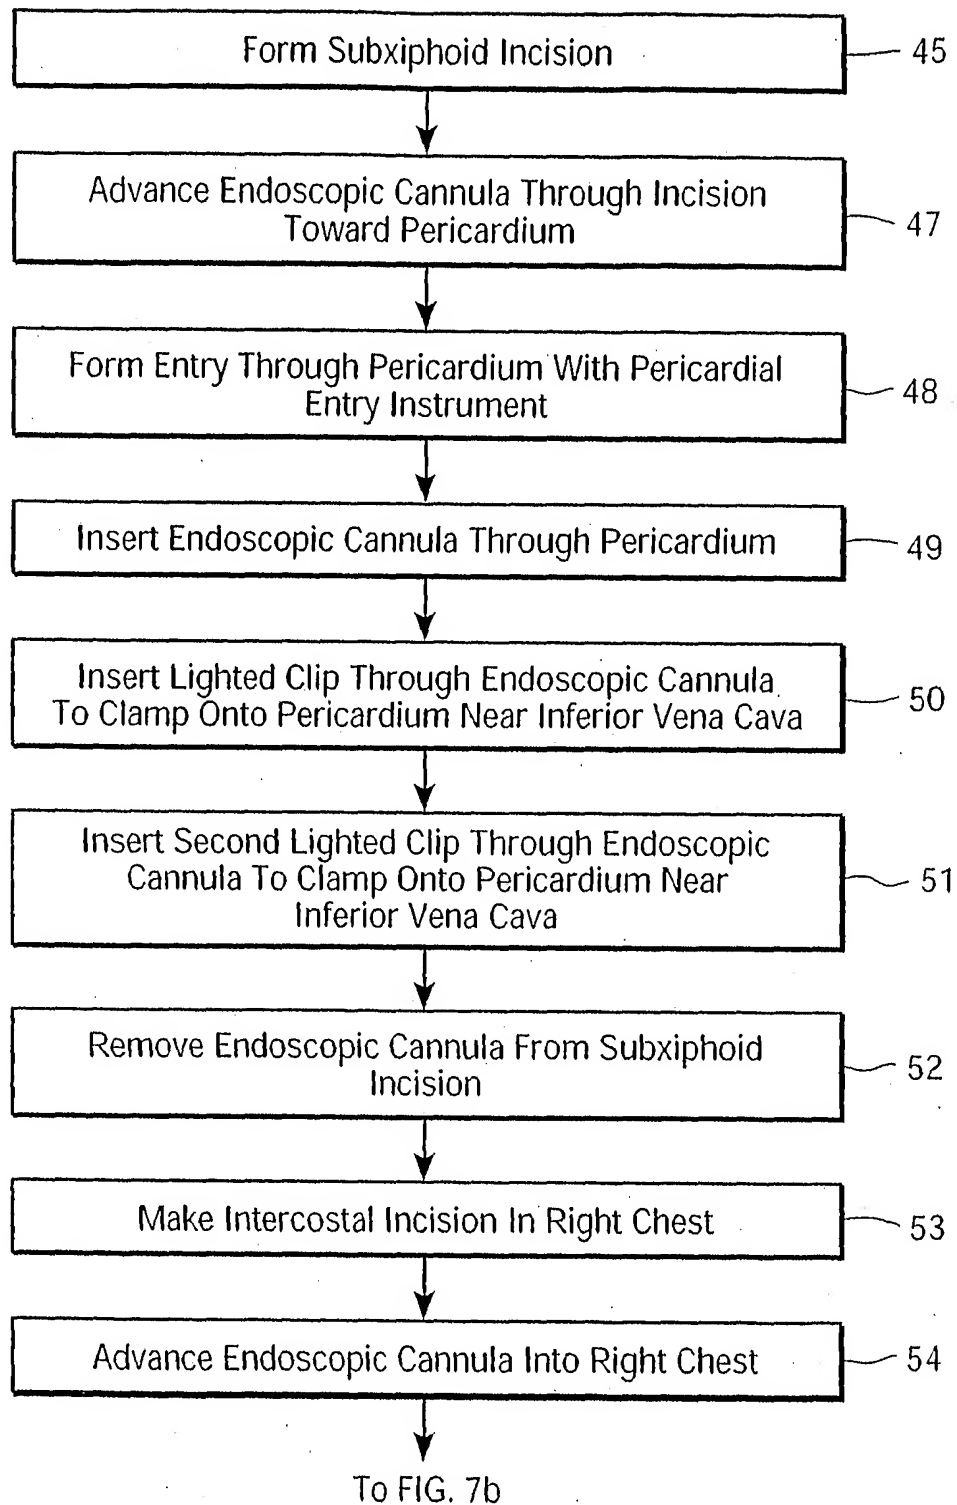 Form Subxiphoid Incision
45
Advance Endoscopic Cannula Through Incision
Toward Pericardium
47
Form Entry Through Pericardium With Pericardial
Entry Instrument
48
Insert Endoscopic Cannula Through Pericardium
49
Insert Lighted Clip Through Endoscopic Cannula
To Clamp Onto Pericardium Near Inferior Vena Cava
50
Insert Second Lighted Clip Through Endoscopic
Cannula To Clamp Onto Pericardium Near
Inferior Vena Cava
51
Remove Endoscopic Cannula From Subxiphoid
Incision
52
Make Intercostal Incision In Right Chest
53
Advance Endoscopic Cannula Into Right Chest
54
To FIG. 7b